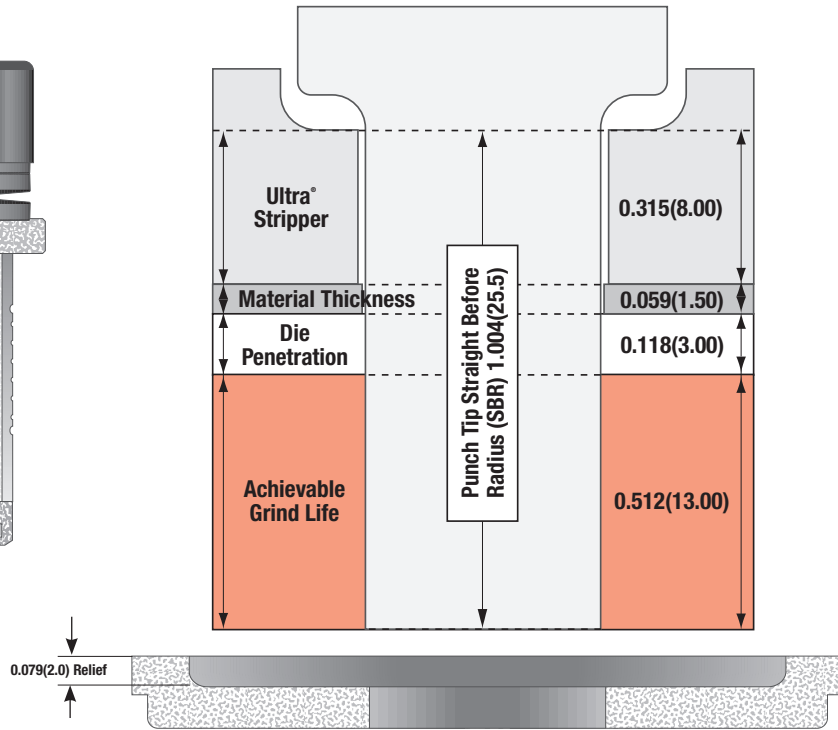 Ultra®
Stripper
0.315(8.00)
Material Thickness
0.059(1.50)
Die
Penetration
0.118(3.00)
Punch Tip Straight Before
Radius (SBR) 1.004(25.5)
Achievable
Grind Life
0.512(13.00)
0.079(2.0) Relief